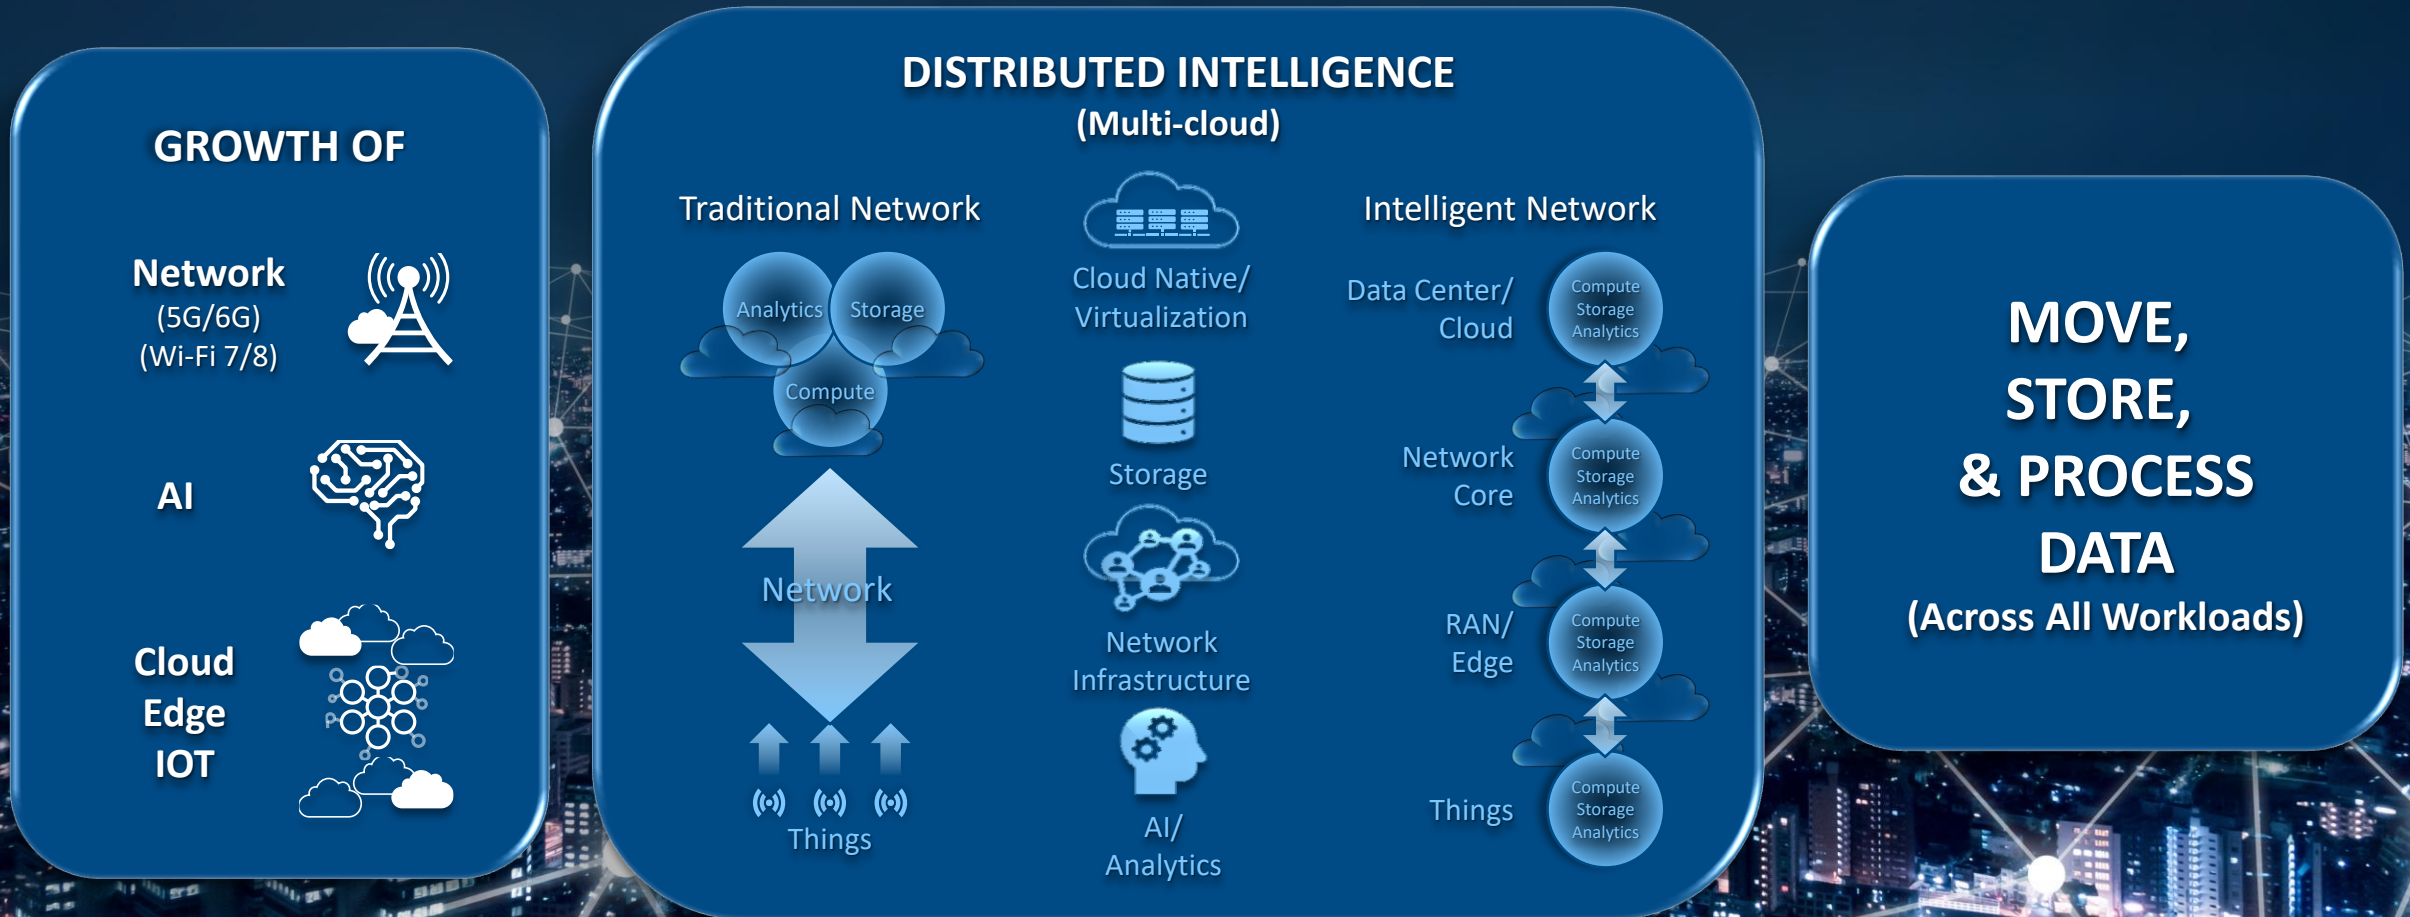 GROWTH OF
Network
(5G/6G)
(Wi-Fi 7/8)
AI
Cloud
Edge
IOT
DISTRIBUTED INTELLIGENCE
(Multi-cloud)
Traditional Network
Analytics
Storage
Compute
Network
Things
Cloud Native/
Virtualization
Storage
Network
Infrastructure
AI/
Analytics
Intelligent Network
Data Center/
Cloud
Compute
Storage
Analytics
Network
Core
Compute
Storage
Analytics
RAN/
Edge
Compute
Storage
Analytics
Things
Compute
Storage
Analytics
MOVE,
STORE,
& PROCESS
DATA
(Across All Workloads)